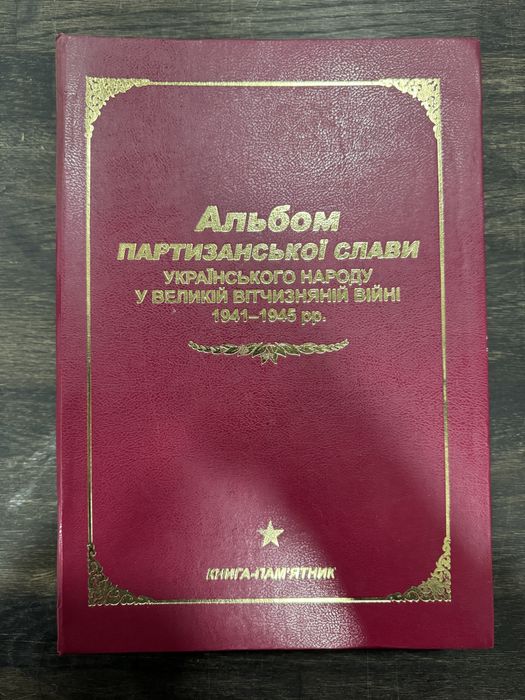 Альбом
ПАРТИЗАНСЬКОЇ СЛАВИ
УКРАЇНСЬКОГО НАРОДУ
У ВЕЛИКІЙ ВІТЧИЗНЯНІЙ ВІЙНІ
1941–1945 рр.
КНИГА-ПАМ'ЯТНИК